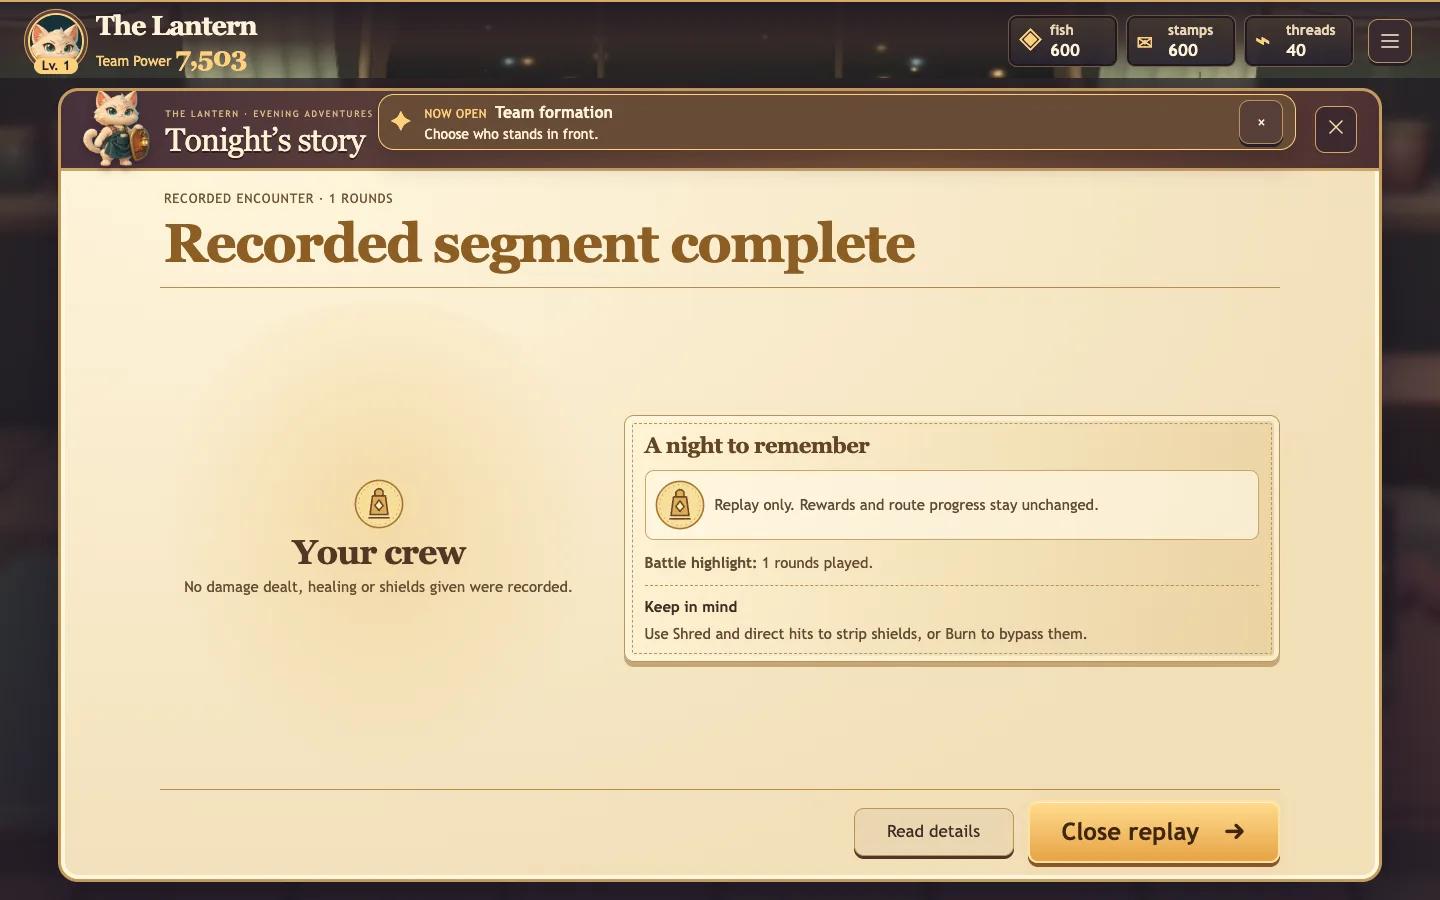 The Lantern
Team Power 7,503
Lv. 1
fish
600
stamps
600
threads
40
THE LANTERN · EVENING ADVENTURES
Tonight's story
NOW OPEN Team formation
Choose who stands in front.
×
RECORDED ENCOUNTER · 1 ROUNDS
Recorded segment complete
Your crew
No damage dealt, healing or shields given were recorded.
A night to remember
Replay only. Rewards and route progress stay unchanged.
Battle highlight: 1 rounds played.
Keep in mind
Use Shred and direct hits to strip shields, or Burn to bypass them.
Read details
Close replay →